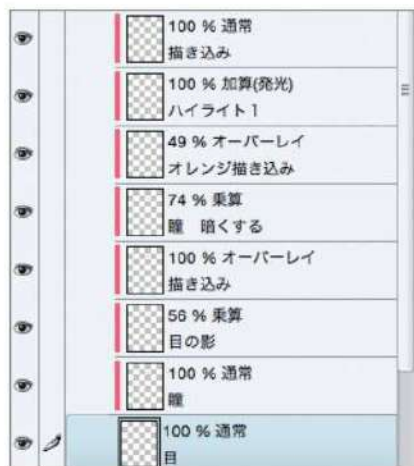 100 % 通常
描き込み
100 % 加算(発光)
ハイライト1
49 % オーバーレイ
オレンジ描き込み
74 % 乗算
瞳 暗くする
100 % オーバーレイ
描き込み
56 % 乗算
目の影
100 % 通常
瞳
100 % 通常
目